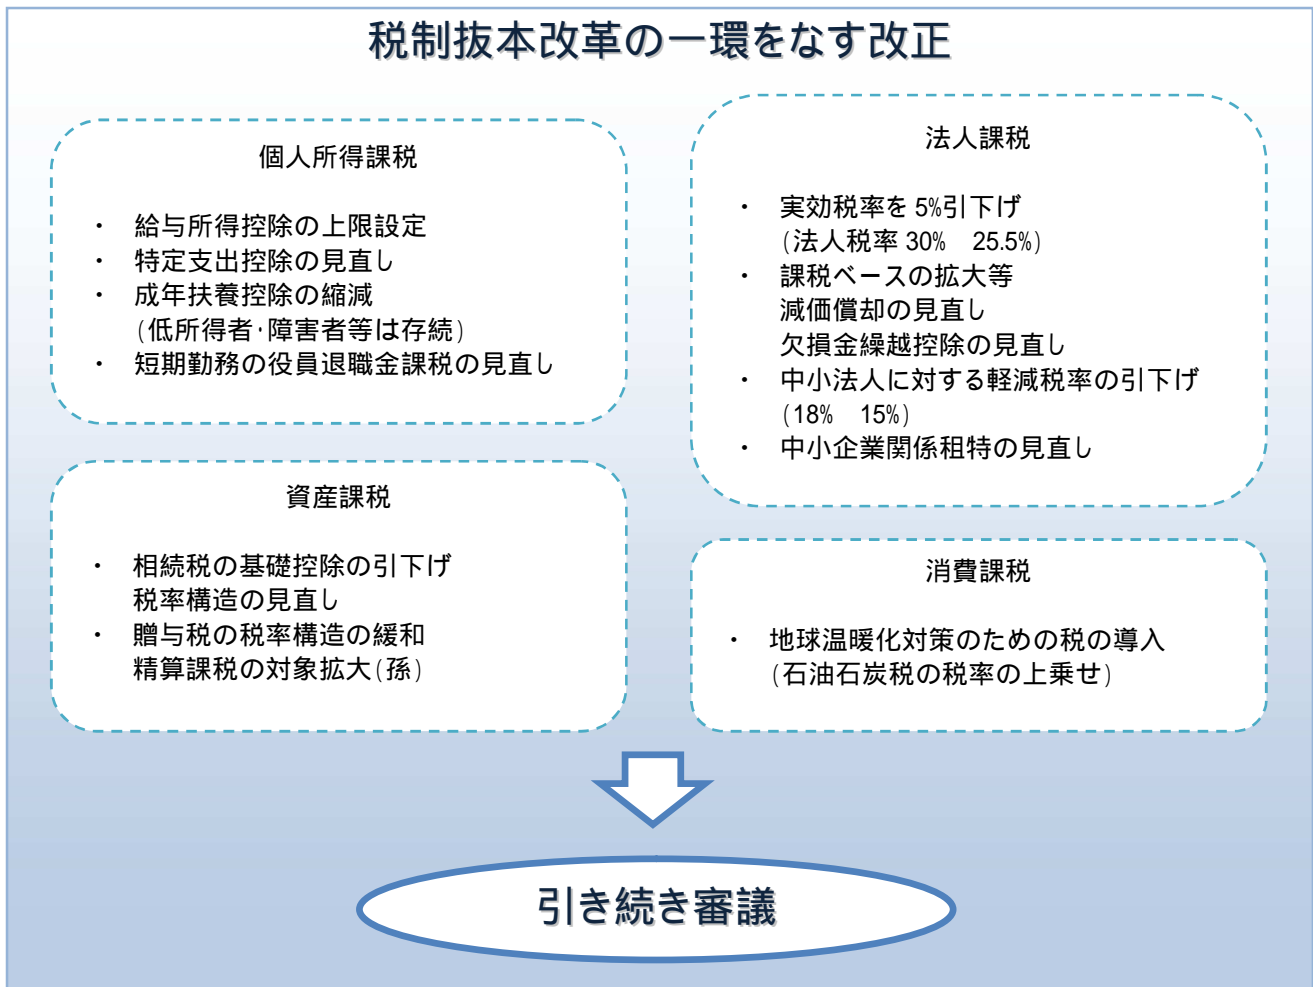 税制抜本改革の一環をなす改正
個人所得課税
・ 給与所得控除の上限設定
・ 特定支出控除の見直し
・ 成年扶養控除の縮減
(低所得者・障害者等は存続)
・ 短期勤務の役員退職金課税の見直し
法人課税
・ 実効税率を5%引下げ
(法人税率30% 25.5%)
・ 課税ベースの拡大等
減価償却の見直し
欠損金繰越控除の見直し
・ 中小法人に対する軽減税率の引下げ
(18% 15%)
・ 中小企業関係租特の見直し
資産課税
・ 相続税の基礎控除の引下げ
税率構造の見直し
・ 贈与税の税率構造の緩和
精算課税の対象拡大(孫)
消費課税
・ 地球温暖化対策のための税の導入
(石油石炭税の税率の上乗せ)
引き続き審議